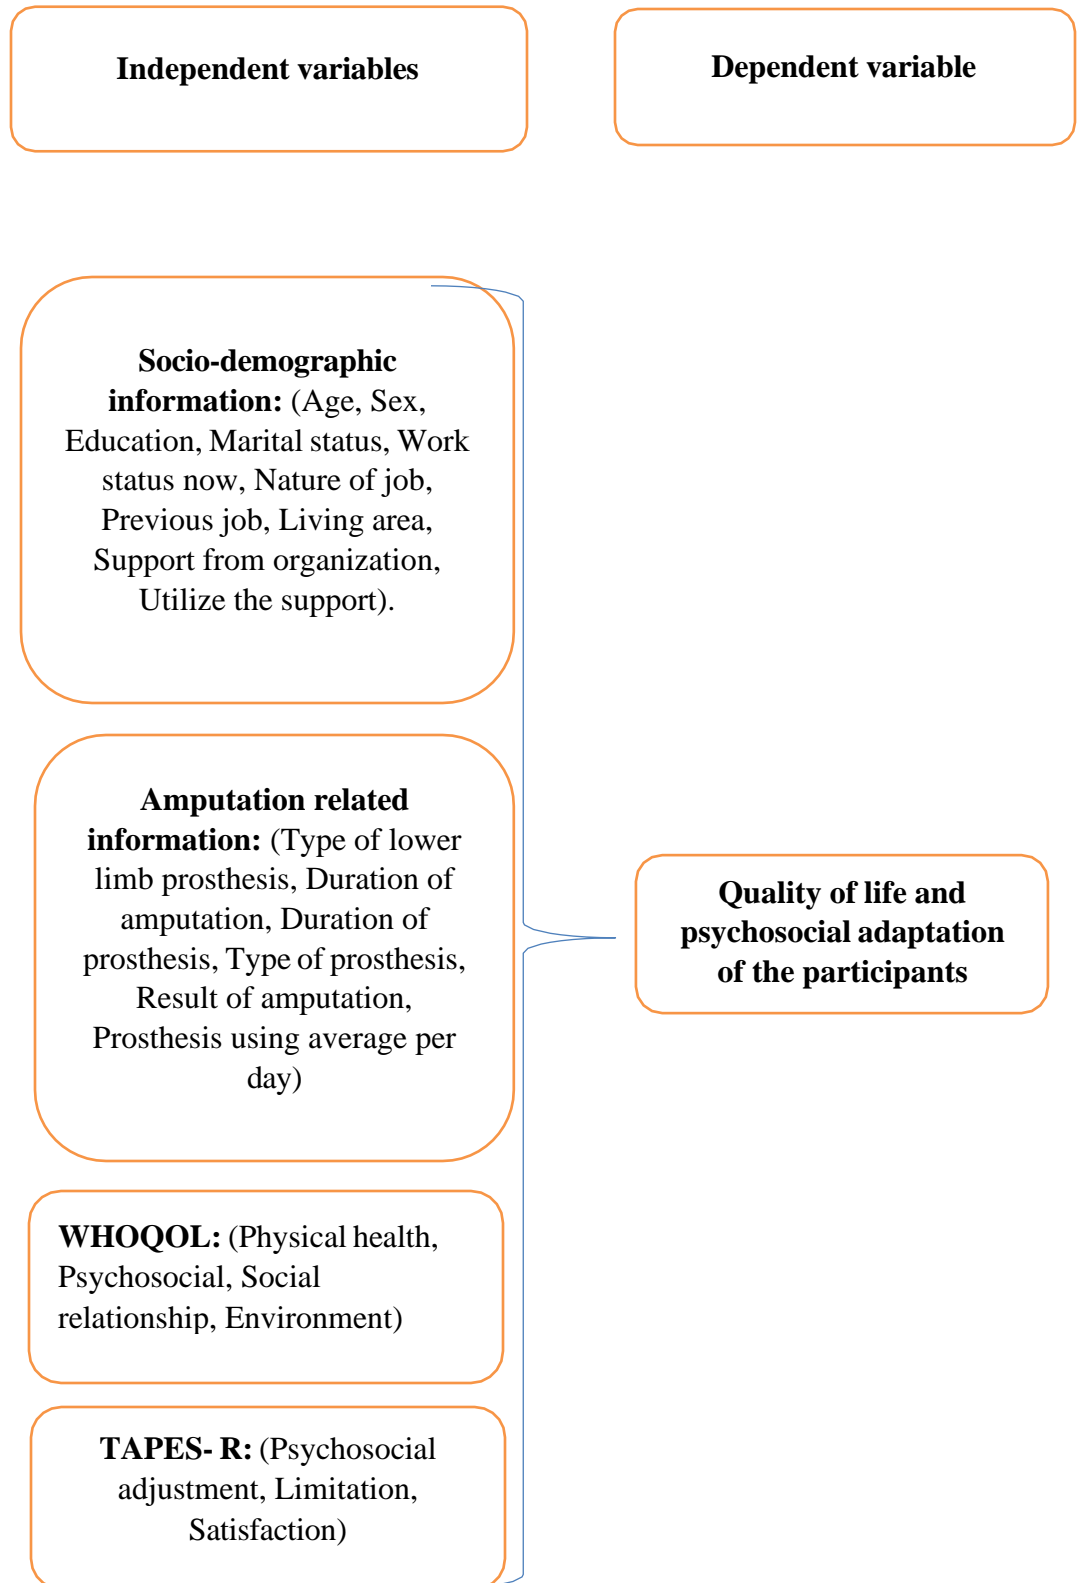 Independent variables
Dependent variable
Socio-demographic
information: (Age, Sex,
Education, Marital status, Work
status now, Nature of job,
Previous job, Living area,
Support from organization,
Utilize the support).
Amputation related
information: (Type of lower
limb prosthesis, Duration of
amputation, Duration of
prosthesis, Type of prosthesis,
Result of amputation,
Prosthesis using average per
day)
Quality of life and
psychosocial adaptation
of the participants
WHOQOL: (Physical health,
Psychosocial, Social
relationship, Environment)
TAPES- R: (Psychosocial
adjustment, Limitation,
Satisfaction)